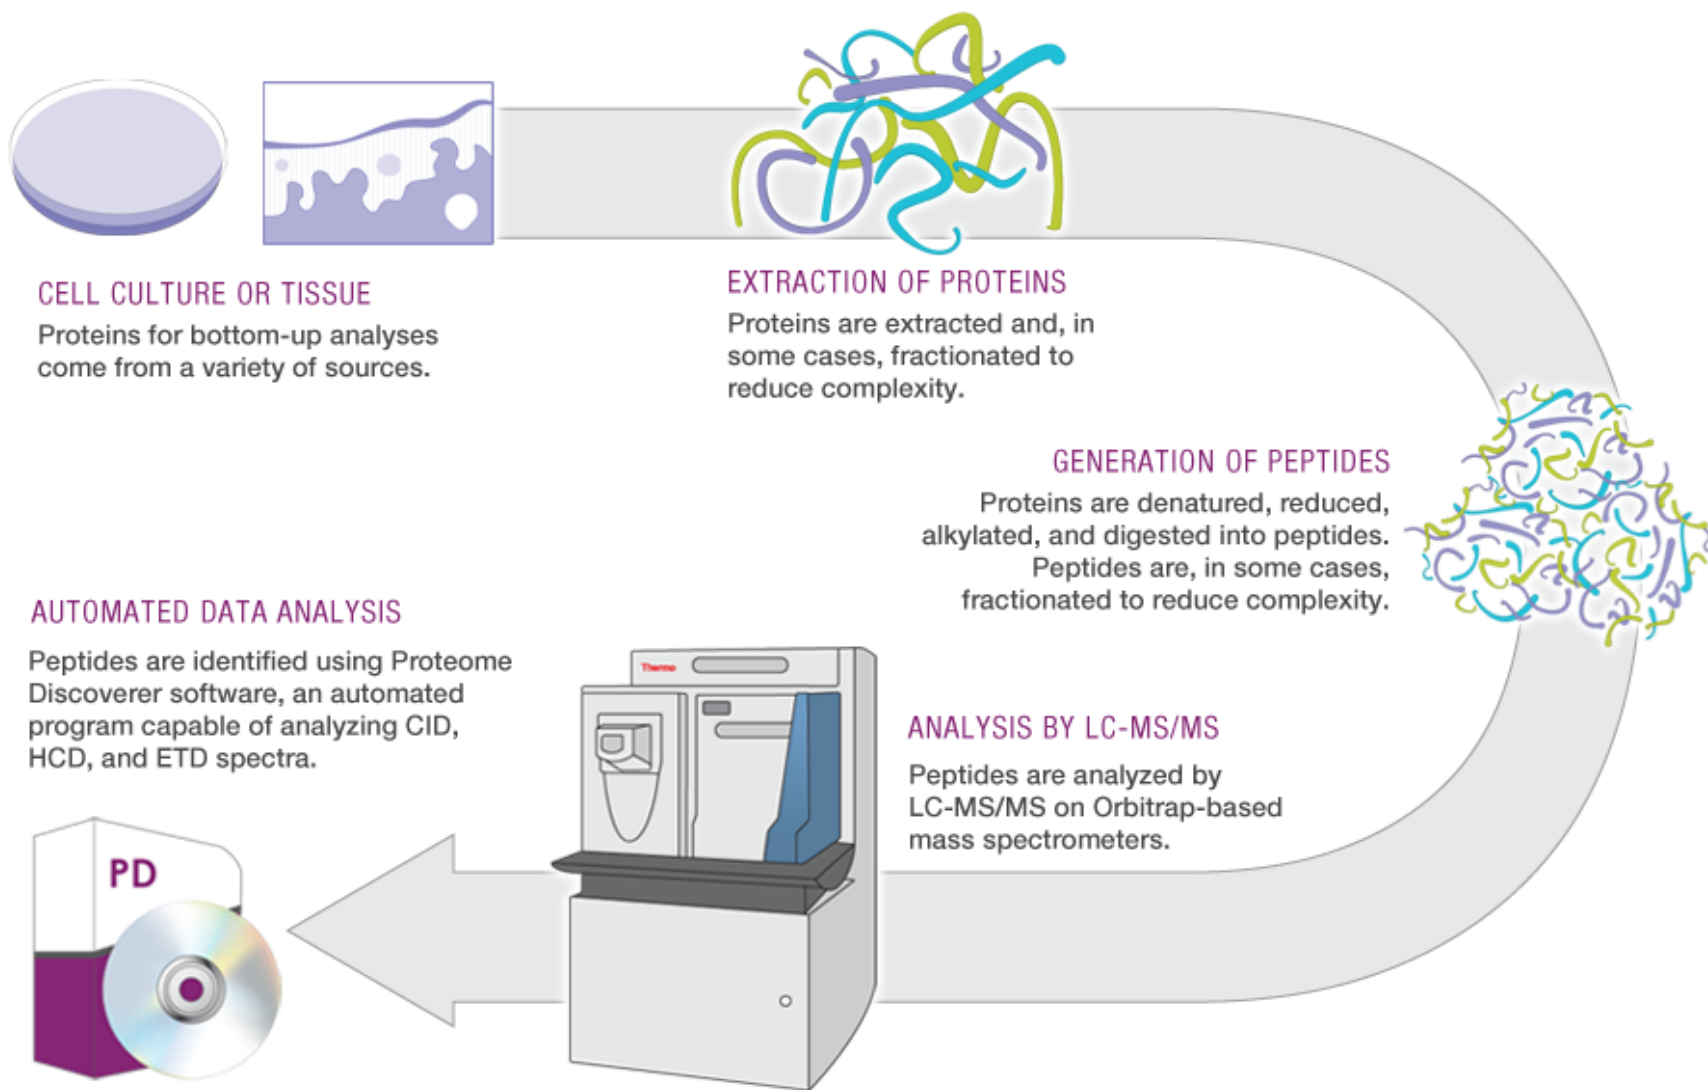 CELL CULTURE OR TISSUE
Proteins for bottom-up analyses
come from a variety of sources.
EXTRACTION OF PROTEINS
Proteins are extracted and, in
some cases, fractionated to
reduce complexity.
GENERATION OF PEPTIDES
Proteins are denatured, reduced,
alkylated, and digested into peptides.
Peptides are, in some cases,
fractionated to reduce complexity.
ANALYSIS BY LC-MS/MS
Peptides are analyzed by
LC-MS/MS on Orbitrap-based
mass spectrometers.
Thermo
AUTOMATED DATA ANALYSIS
Peptides are identified using Proteome
Discoverer software, an automated
program capable of analyzing CID,
HCD, and ETD spectra.
PD